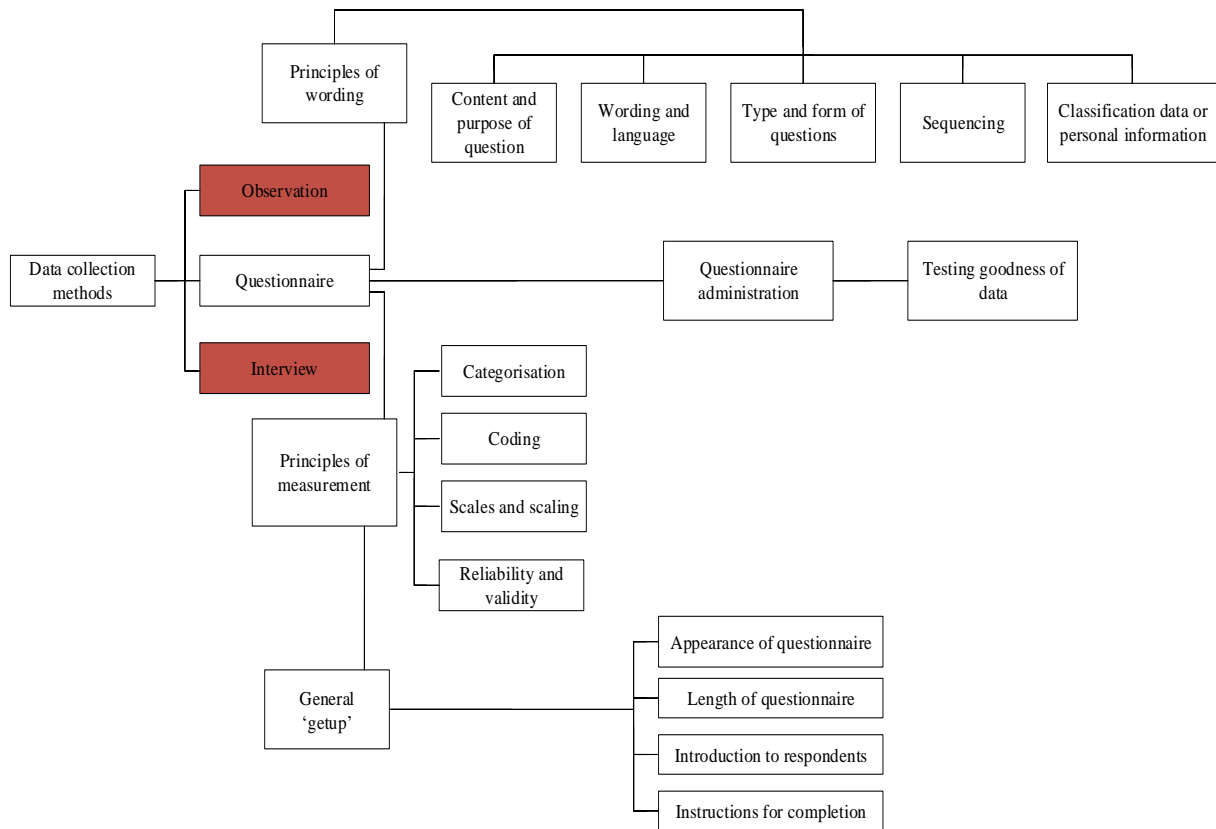 Principles of
wording
Content and
purpose of
question
Wording and
language
Type and form of
questions
Sequencing
Classification data or
personal information
Observation
Data collection
methods
Questionnaire
Questionnaire
administration
Testing goodness of
data
Interview
Categorisation
Coding
Principles of
measurement
Scales and scaling
Reliability and
validity
General
‘getup’
Appearance of questionnaire
Length of questionnaire
Introduction to respondents
Instructions for completion